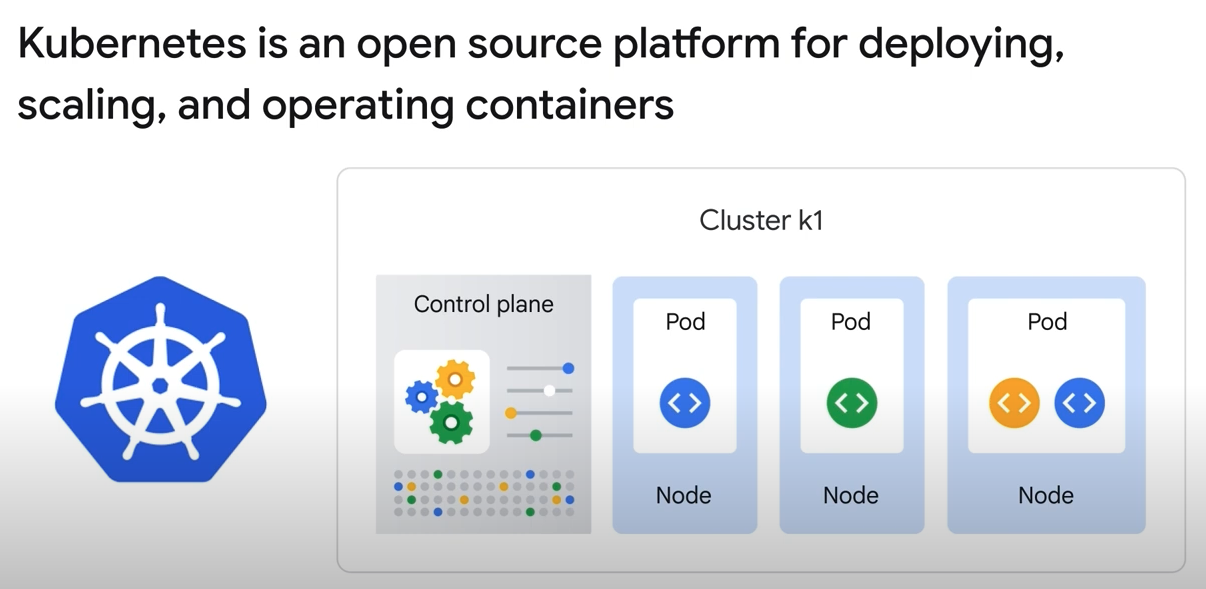 Kubernetes is an open source platform for deploying,
scaling, and operating containers
Cluster k1
Control plane
Pod
Pod
Pod
Node
Node
Node